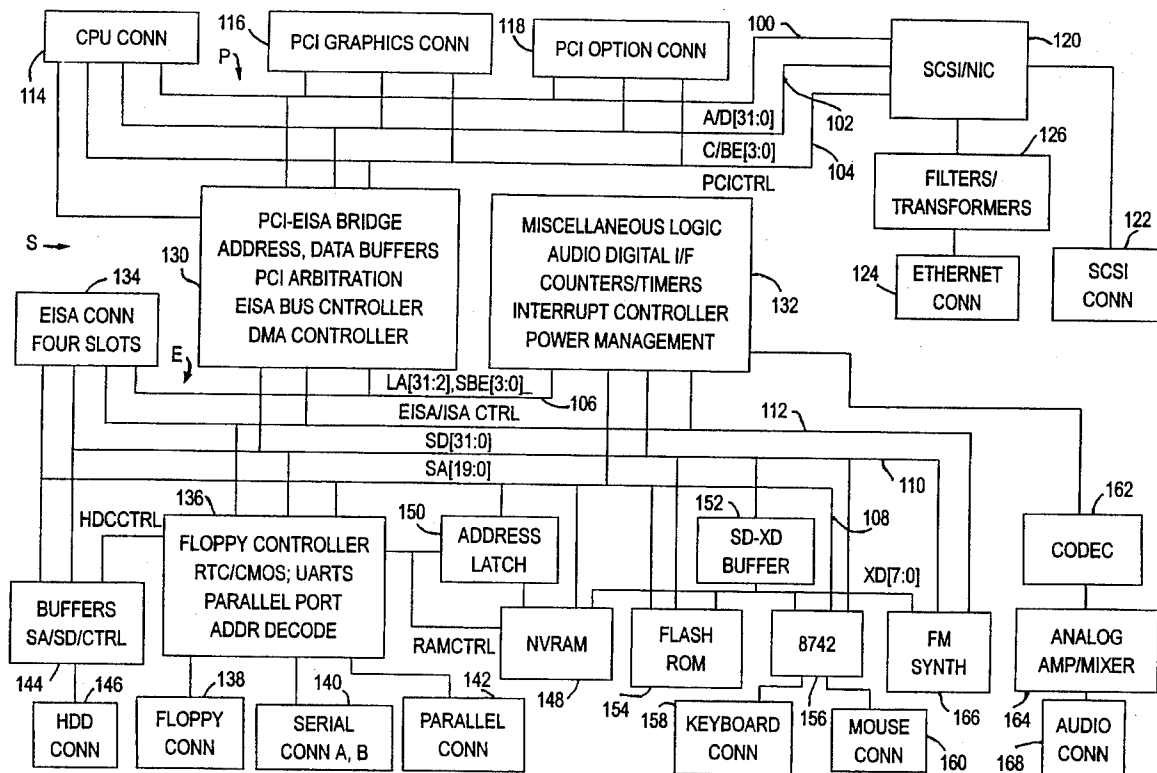 116
118
100
120
CPU CONN
PCI GRAPHICS CONN
PCI OPTION CONN
SCSI/NIC
P
114
A/D[31:0]
102
C/BE[3:0]
126
PCICTRL
104
FILTERS/
TRANSFORMERS
PCI-EISA BRIDGE
ADDRESS, DATA BUFFERS
PCI ARBITRATION
EISA BUS CNTROLLER
DMA CONTROLLER
MISCELLANEOUS LOGIC
AUDIO DIGITAL I/F
COUNTERS/TIMERS
INTERRUPT CONTROLLER
POWER MANAGEMENT
S
130
132
122
124
ETHERNET
CONN
SCSI
CONN
134
EISA CONN
FOUR SLOTS
E
LA[31:2],SBE[3:0]_
106
EISA/ISA CTRL
112
SD[31:0]
SA[19:0]
110
136
150
152
108
162
HDCCTRL
FLOPPY CONTROLLER
RTC/CMOS; UARTS
PARALLEL PORT
ADDR DECODE
ADDRESS
LATCH
SD-XD
BUFFER
CODEC
XD[7:0]
BUFFERS
SA/SD/CTRL
RAMCTRL
NVRAM
FLASH
ROM
8742
FM
SYNTH
ANALOG
AMP/MIXER
144
146
138
140
142
148
154
158
156
166
164
HDD
CONN
FLOPPY
CONN
SERIAL
CONN A, B
PARALLEL
CONN
KEYBOARD
CONN
MOUSE
CONN
160
168
AUDIO
CONN